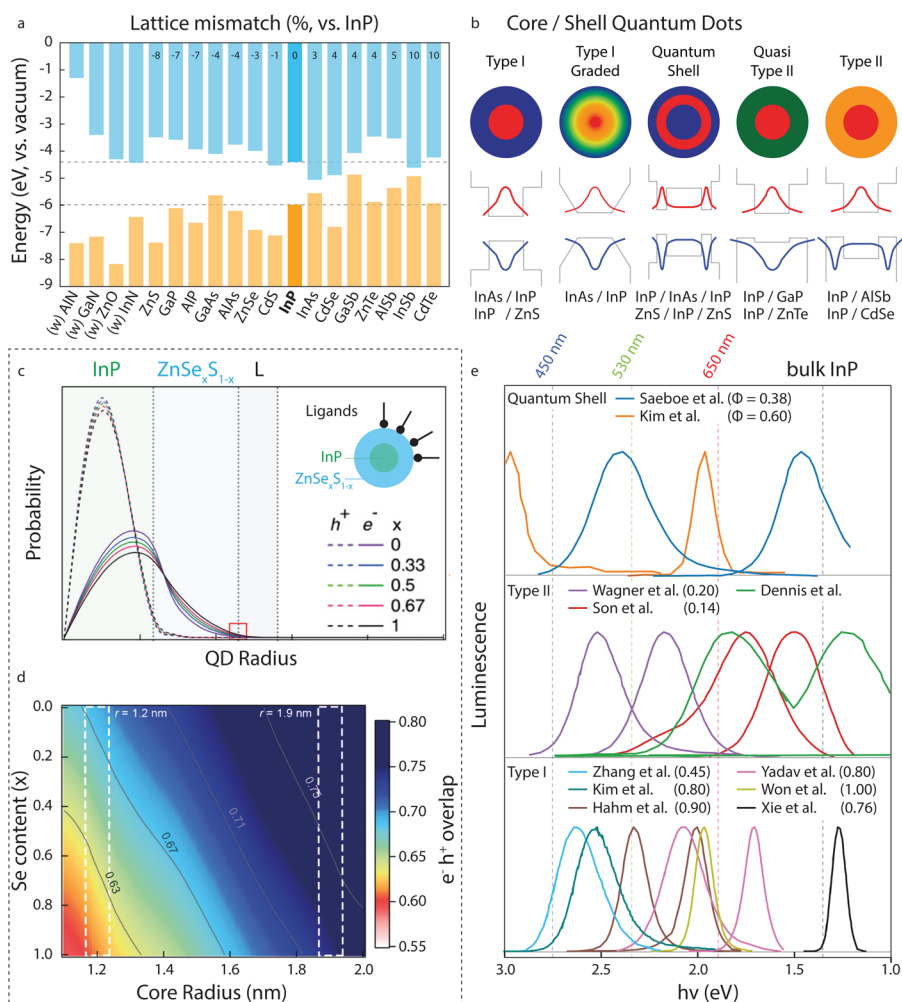 a
Lattice mismatch (%, vs. InP)
Energy (eV, vs. vacuum)
0
-1
-2
-3
-4
-5
-6
-7
-8
-9
-8 -7 -7 -4 -4 -3 -1 0 3 4 4 4 5 10 10
(w) AlN
(w) GaN
(w) ZnO
(w) InN
ZnS
GaP
AlP
GaAs
AlAs
ZnSe
CdS
InP
InAs
CdSe
GaSb
ZnTe
AlSb
InSb
CdTe
b
Core / Shell Quantum Dots
Type I
Type I
Graded
Quantum
Shell
Quasi
Type II
Type II
InAs / InP
InP / ZnS
InAs / InP
InP / InAs / InP
ZnS / InP / ZnS
InP / GaP
InP / ZnTe
InP / AlSb
InP / CdSe
c
InP
ZnSexS1-x
L
Probability
QD Radius
Ligands
InP
ZnSexS1-x
h+ e- x
0
0.33
0.5
0.67
1
d
Se content (x)
0.0
0.2
0.4
0.6
0.8
1.0
r = 1.2 nm
r = 1.9 nm
0.63
0.67
0.71
0.75
1.2 1.4 1.6 1.8 2.0
Core Radius (nm)
0.80
0.75
0.70
0.65
0.60
0.55
e- h+ overlap
e
450 nm
530 nm
650 nm
bulk InP
Luminescence
Quantum Shell
Saeboe et al. (Φ = 0.38)
Kim et al. (Φ = 0.60)
Type II
Wagner et al. (0.20)
Son et al. (0.14)
Dennis et al.
Type I
Zhang et al. (0.45)
Kim et al. (0.80)
Hahm et al. (0.90)
Yadav et al. (0.80)
Won et al. (1.00)
Xie et al. (0.76)
3.0 2.5 2.0 1.5 1.0
hν (eV)